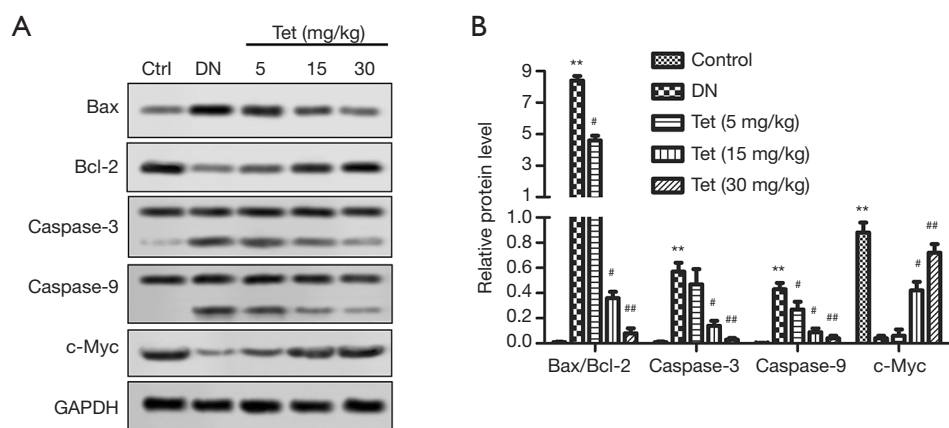 A
Tet (mg/kg)
Ctrl DN 5 15 30
Bax
Bcl-2
Caspase-3
Caspase-9
c-Myc
GAPDH
B
Control
DN
Tet (5 mg/kg)
Tet (15 mg/kg)
Tet (30 mg/kg)
Relative protein level
9
7
5
3
1
0.8
0.6
0.4
0.2
0.0
** # # ##
** # ##
** # # ##
** # ##
Bax/Bcl-2 Caspase-3 Caspase-9 c-Myc